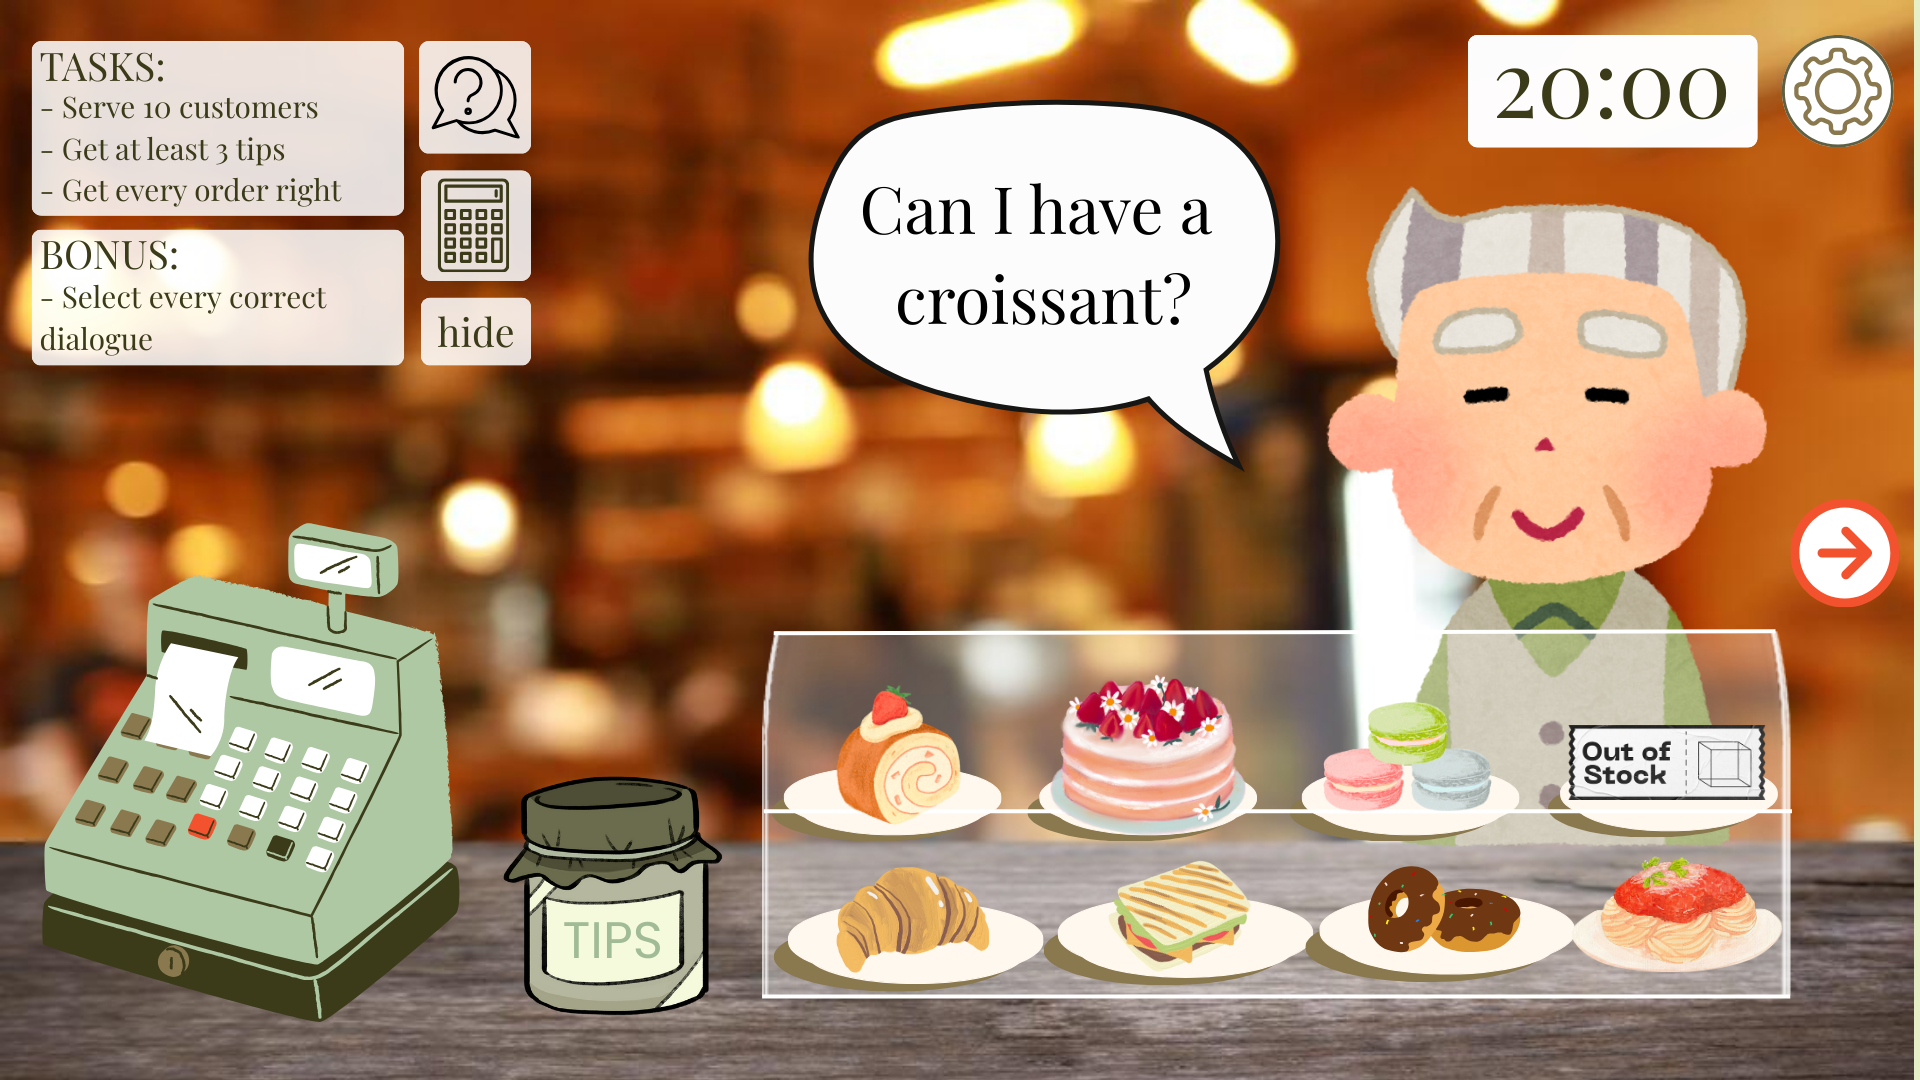 TASKS:
- Serve 10 customers
- Get at least 3 tips
- Get every order right
BONUS:
- Select every correct
dialogue
?
hide
Can I have a
croissant?
20:00
TIPS
Out of
Stock